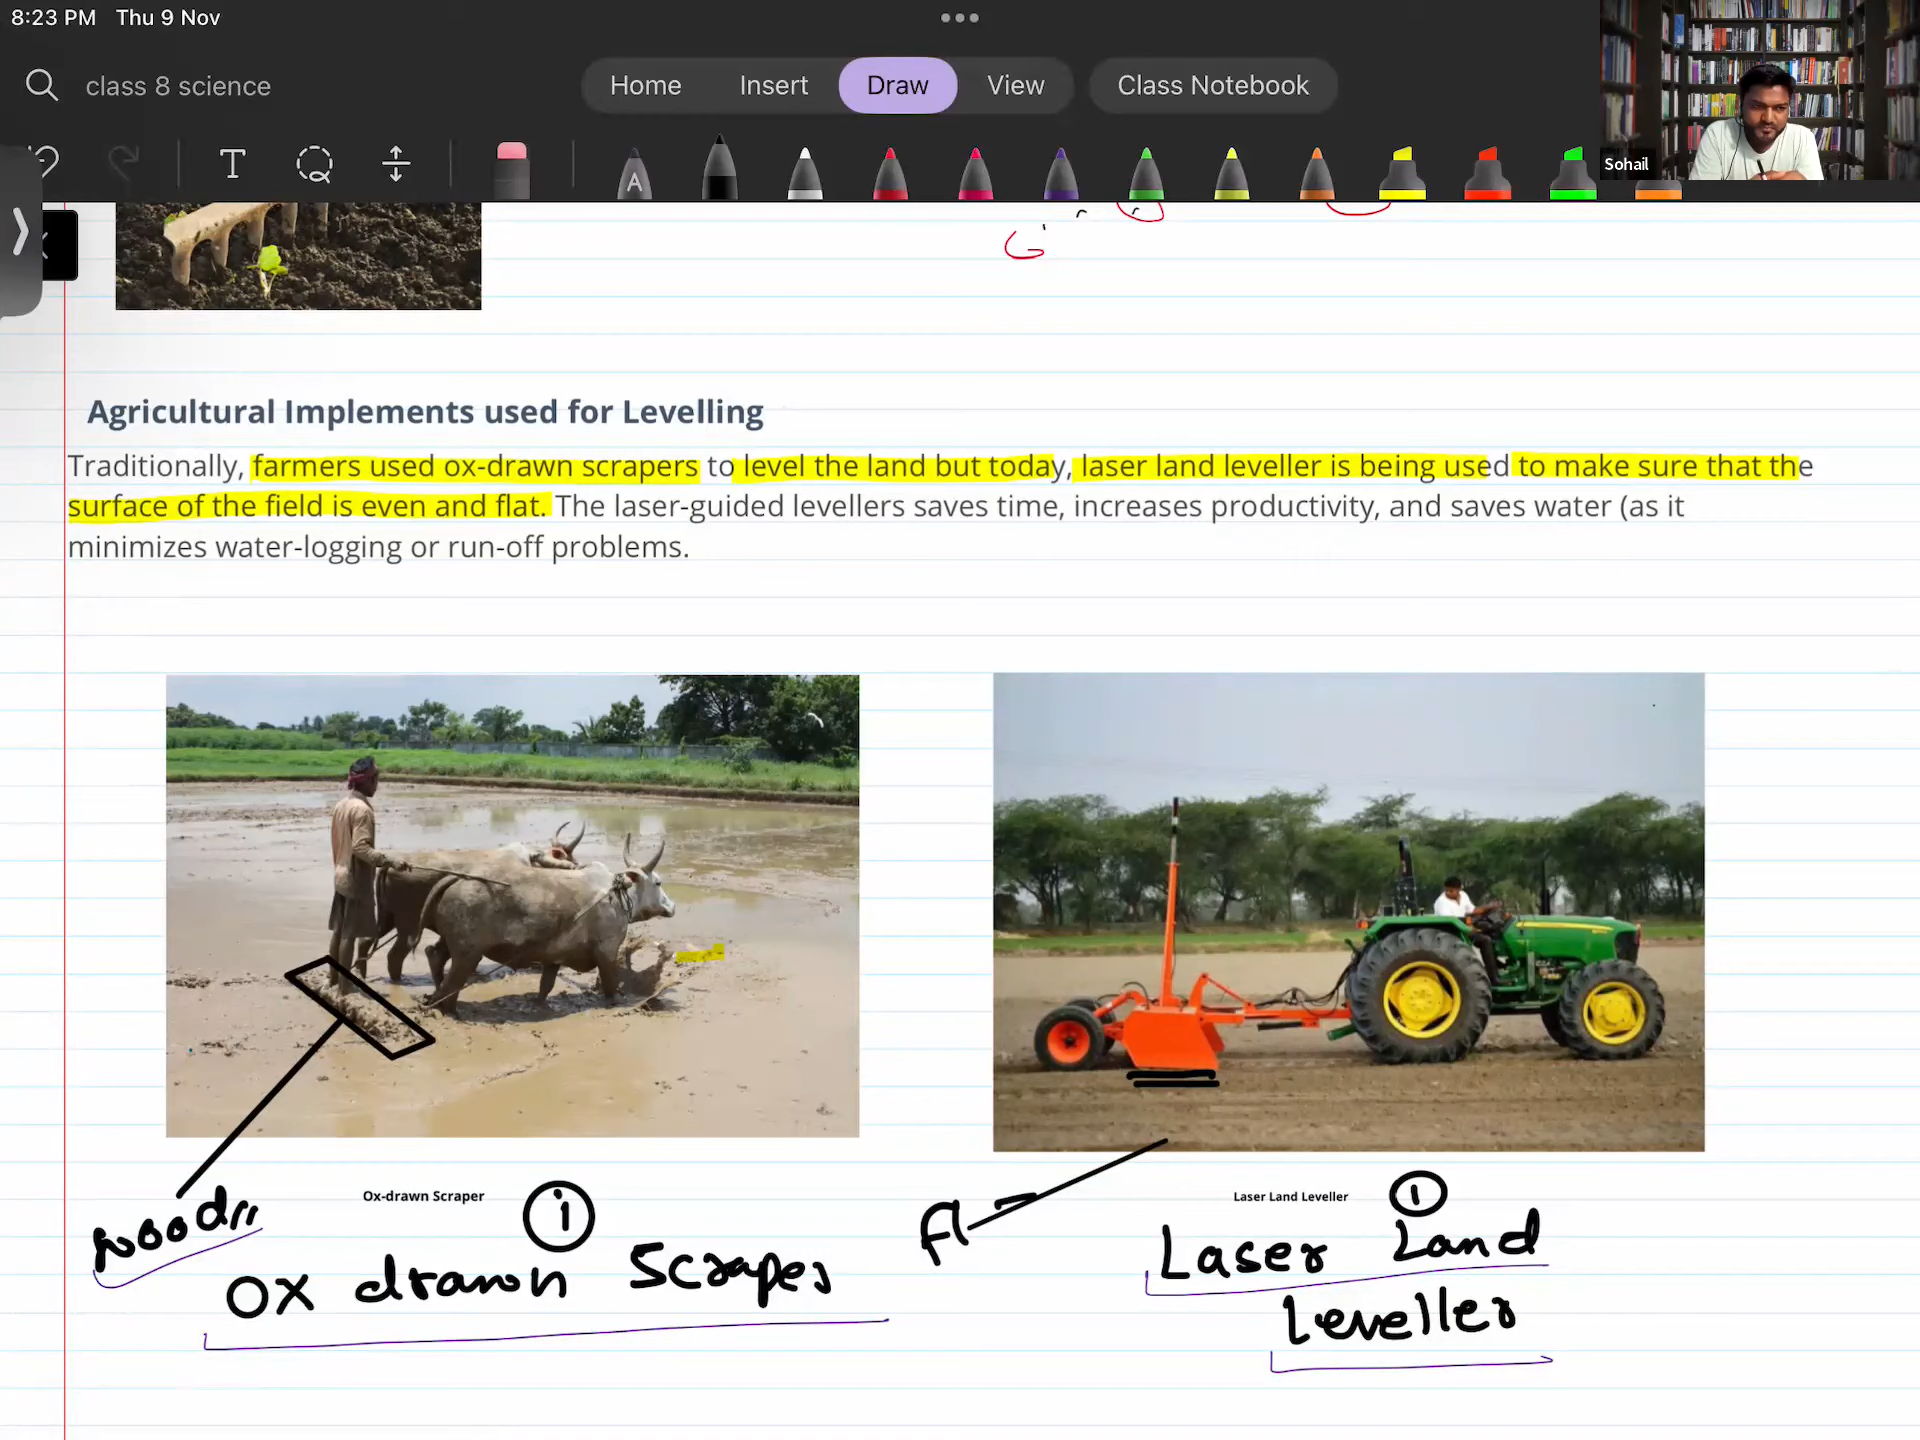 8:23 PM Thu 9 Nov
class 8 science
Home Insert Draw View Class Notebook
T
A
Sohail
Agricultural Implements used for Levelling
Traditionally, farmers used ox-drawn scrapers to level the land but today, laser land leveller is being used to make sure that the
surface of the field is even and flat. The laser-guided levellers saves time, increases productivity, and saves water (as it
minimizes water-logging or run-off problems.
Ox-drawn Scraper
Laser Land Leveller
wood
OX drawn Scrapes
Laser Land
Leveller